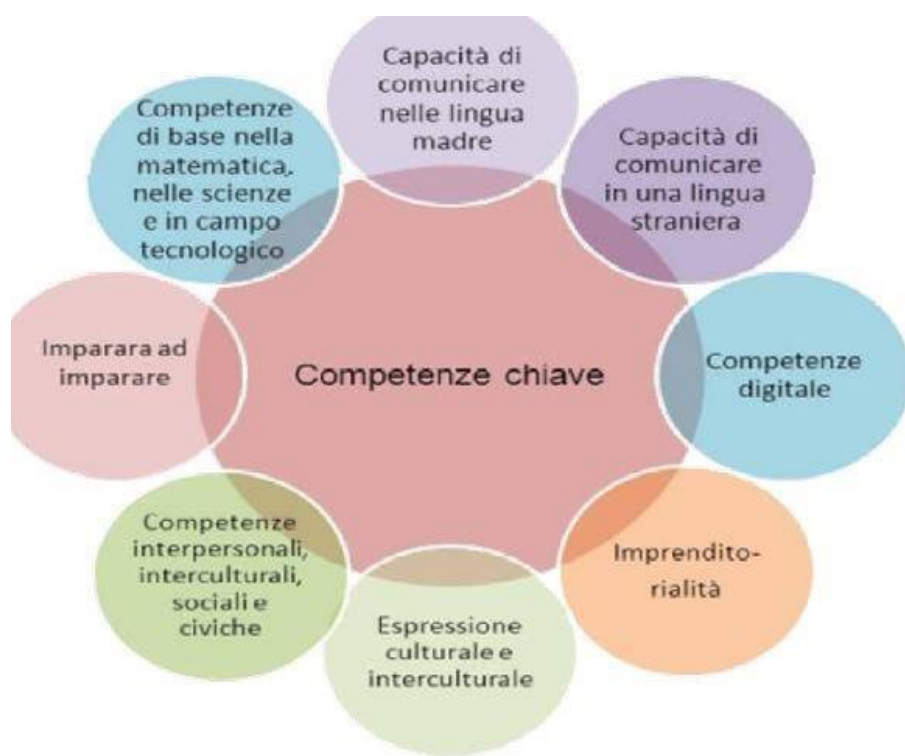 Capacità di
comunicare
nelle lingua
madre
Capacità di
comunicare
in una lingua
straniera
Competenze
digitale
Imprendito-
rialità
Espressione
culturale e
interculturale
Competenze
interpersonali,
interculturali,
sociali e
civiche
Imparara ad
imparare
Competenze
di base nella
matematica,
nelle scienze
e in campo
tecnologico
Competenze chiave